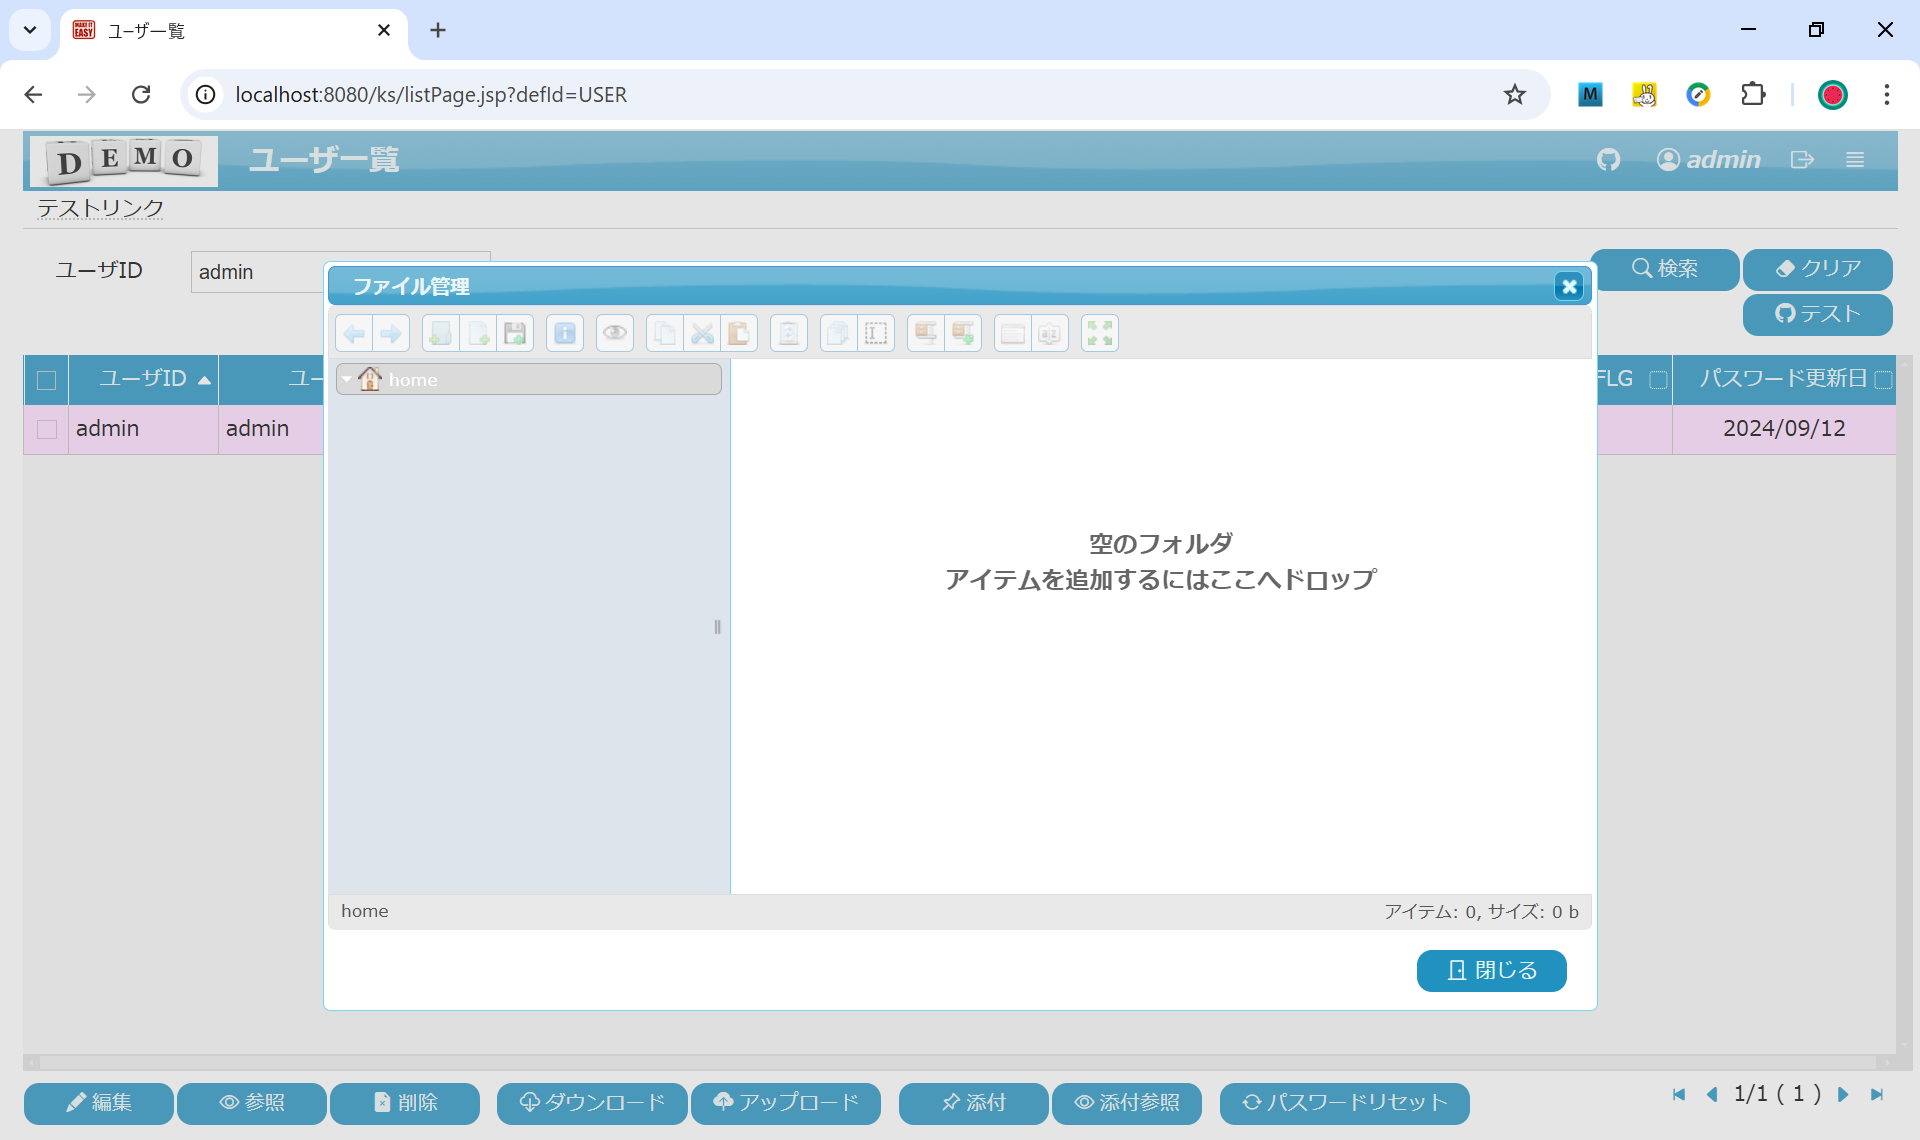 ユーザ一覧
localhost:8080/ks/listPage.jsp?defId=USER
DEMO
ユーザ一覧
admin
テストリンク
ユーザID
admin
検索
クリア
テスト
ファイル管理
home
ユーザID
ユー
FLG
パスワード更新日
admin
admin
2024/09/12
空のフォルダ
アイテムを追加するにはここへドロップ
home
アイテム: 0, サイズ: 0 b
閉じる
編集
参照
削除
ダウンロード
アップロード
添付
添付参照
パスワードリセット
1/1 ( 1 )